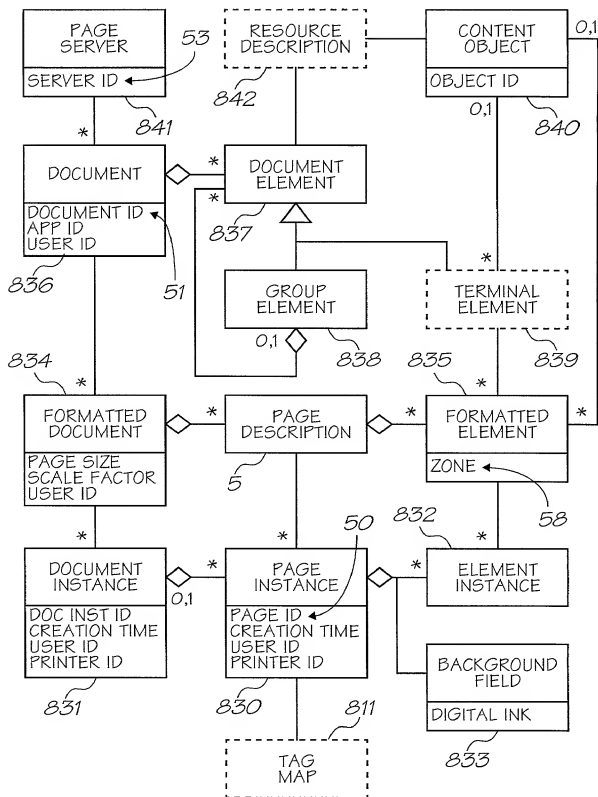 PAGE
SERVER
SERVER ID
53
841
*
RESOURCE
DESCRIPTION
842
CONTENT
OBJECT
OBJECT ID
0,1
0,1
840
DOCUMENT
DOCUMENT ID
APP ID
USER ID
836
51
*
DOCUMENT
ELEMENT
*
837
GROUP
ELEMENT
0,1
838
*
TERMINAL
ELEMENT
839
834
*
FORMATTED
DOCUMENT
PAGE SIZE
SCALE FACTOR
USER ID
*
PAGE
DESCRIPTION
5
*
835
*
FORMATTED
ELEMENT
*
ZONE
58
*
DOCUMENT
INSTANCE
0,1
DOC INST ID
CREATION TIME
USER ID
PRINTER ID
831
*
*
50
PAGE
INSTANCE
PAGE ID
CREATION TIME
USER ID
PRINTER ID
830
832
*
*
ELEMENT
INSTANCE
BACKGROUND
FIELD
DIGITAL INK
833
811
TAG
MAP